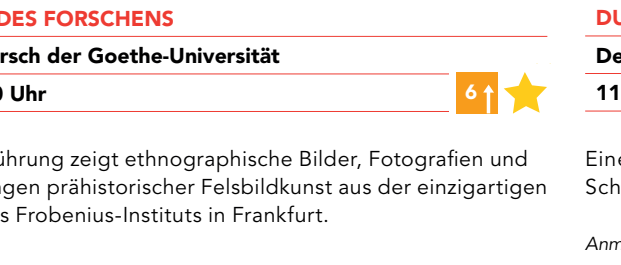 DES FORSCHENS
rsch der Goethe-Universität
0 Uhr
6
ührung zeigt ethnographische Bilder, Fotografien und
ngen prähistorischer Felsbildkunst aus der einzigartigen
s Frobenius-Instituts in Frankfurt.
DU
De
11
Eine
Sch
Anm